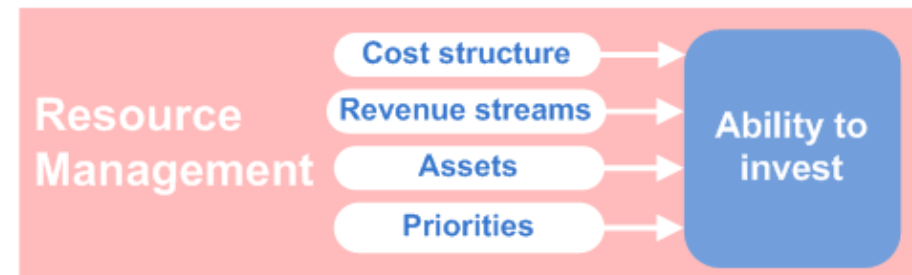 Resource
Management
Cost structure
Revenue streams
Assets
Priorities
Ability to
invest